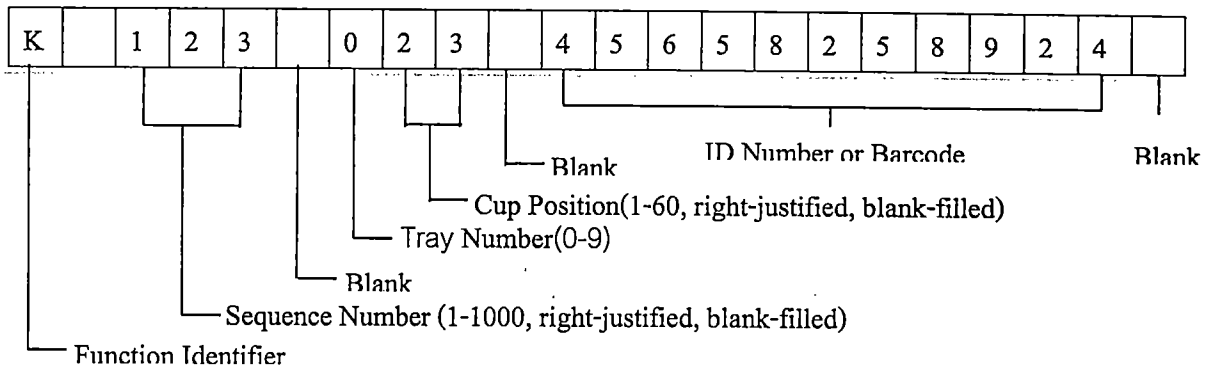 K 1 2 3 0 2 3 4 5 6 5 8 2 5 8 9 2 4
ID Number or Barcode
Blank
Blank
Cup Position(1-60, right-justified, blank-filled)
Tray Number(0-9)
Blank
Sequence Number (1-1000, right-justified, blank-filled)
Function Identifier